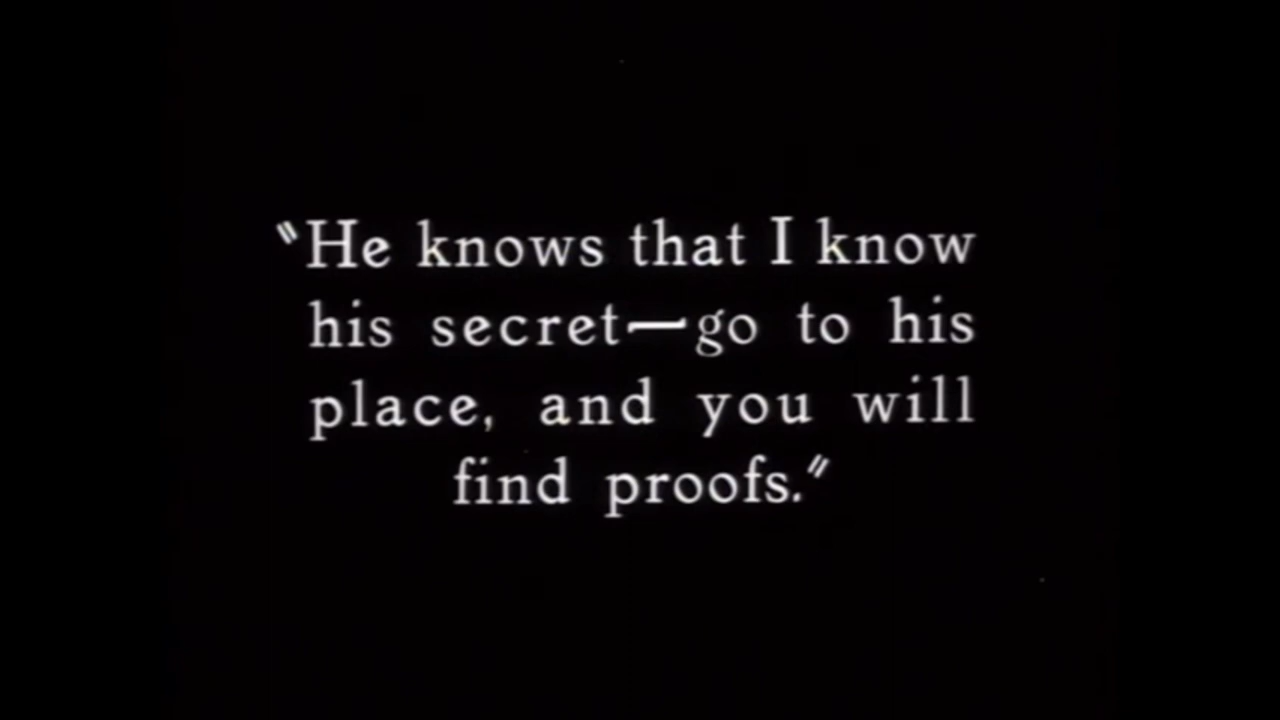 "He knows that I know
his secret—go to his
place, and you will
find proofs."